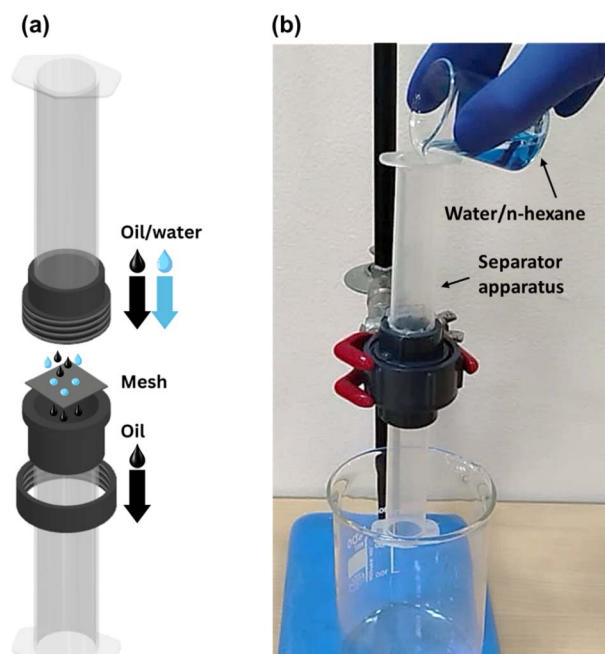 (a)
Oil/water
Mesh
Oil
(b)
Water/n-hexane
Separator
apparatus